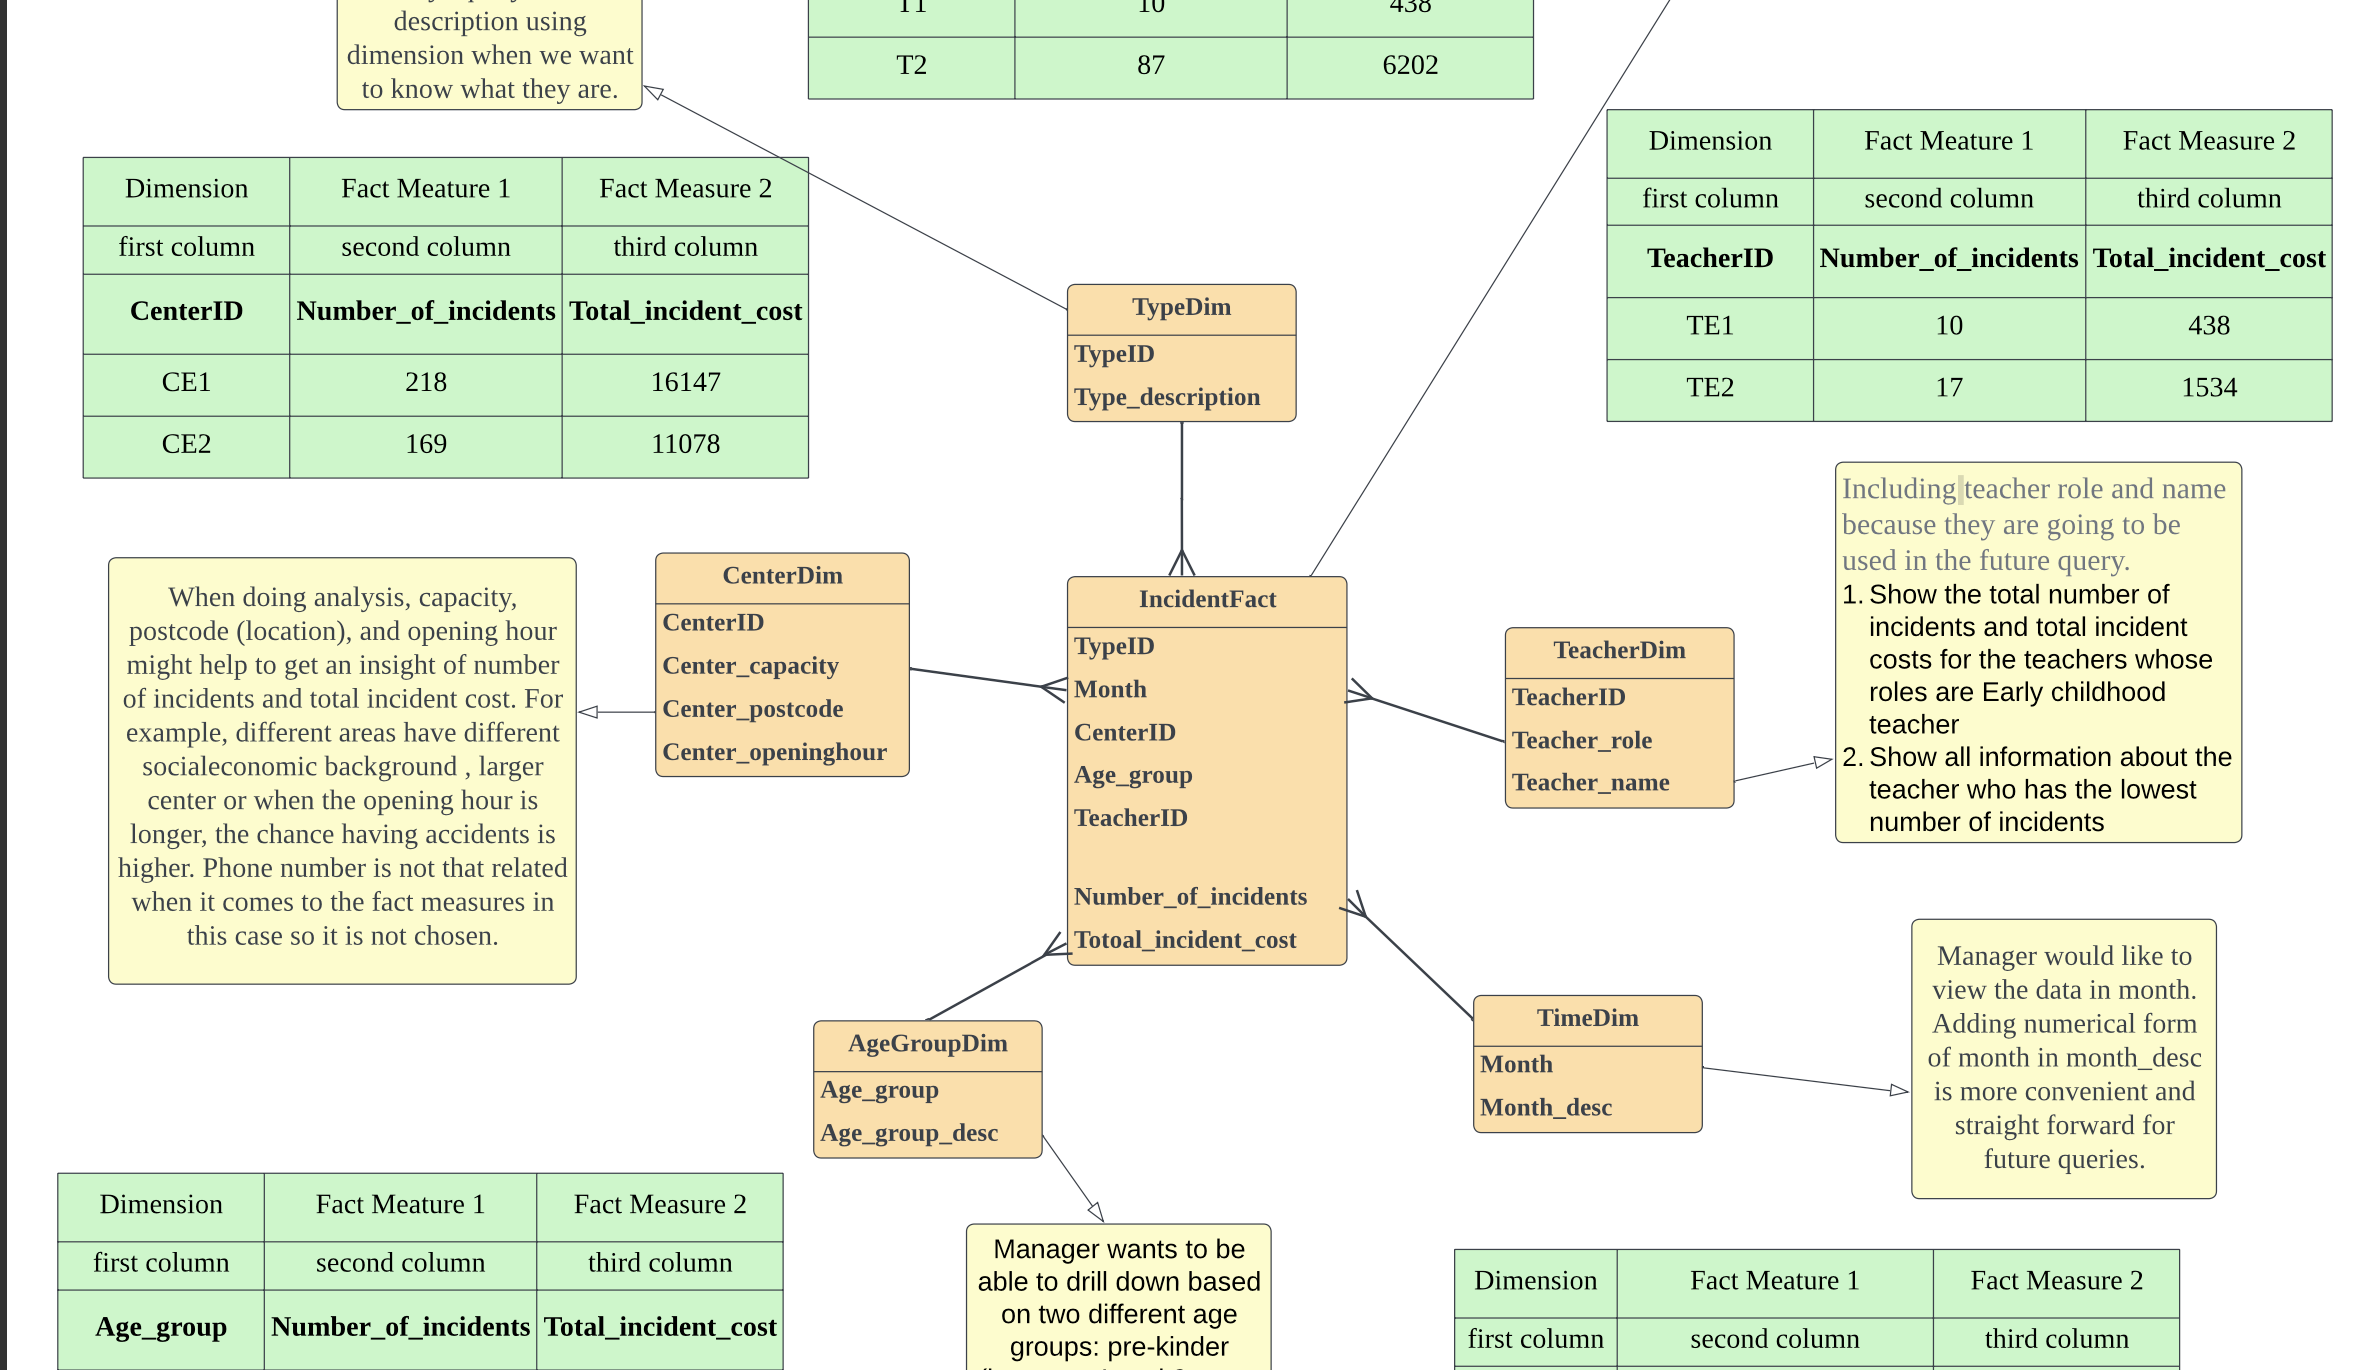 description using
dimension when we want
to know what they are.
T1 10 438
T2 87 6202
Dimension Fact Meature 1 Fact Measure 2
first column second column third column
CenterID Number_of_incidents Total_incident_cost
CE1 218 16147
CE2 169 11078
Dimension Fact Meature 1 Fact Measure 2
first column second column third column
TeacherID Number_of_incidents Total_incident_cost
TE1 10 438
TE2 17 1534
TypeDim
TypeID
Type_description
When doing analysis, capacity,
postcode (location), and opening hour
might help to get an insight of number
of incidents and total incident cost. For
example, different areas have different
socialeconomic background , larger
center or when the opening hour is
longer, the chance having accidents is
higher. Phone number is not that related
when it comes to the fact measures in
this case so it is not chosen.
CenterDim
CenterID
Center_capacity
Center_postcode
Center_openinghour
IncidentFact
TypeID
Month
CenterID
Age_group
TeacherID
Number_of_incidents
Totoal_incident_cost
TeacherDim
TeacherID
Teacher_role
Teacher_name
Including teacher role and name
because they are going to be
used in the future query.
1. Show the total number of
incidents and total incident
costs for the teachers whose
roles are Early childhood
teacher
2. Show all information about the
teacher who has the lowest
number of incidents
AgeGroupDim
Age_group
Age_group_desc
TimeDim
Month
Month_desc
Manager would like to
view the data in month.
Adding numerical form
of month in month_desc
is more convenient and
straight forward for
future queries.
Dimension Fact Meature 1 Fact Measure 2
first column second column third column
Age_group Number_of_incidents Total_incident_cost
Manager wants to be
able to drill down based
on two different age
groups: pre-kinder
Dimension Fact Meature 1 Fact Measure 2
first column second column third column